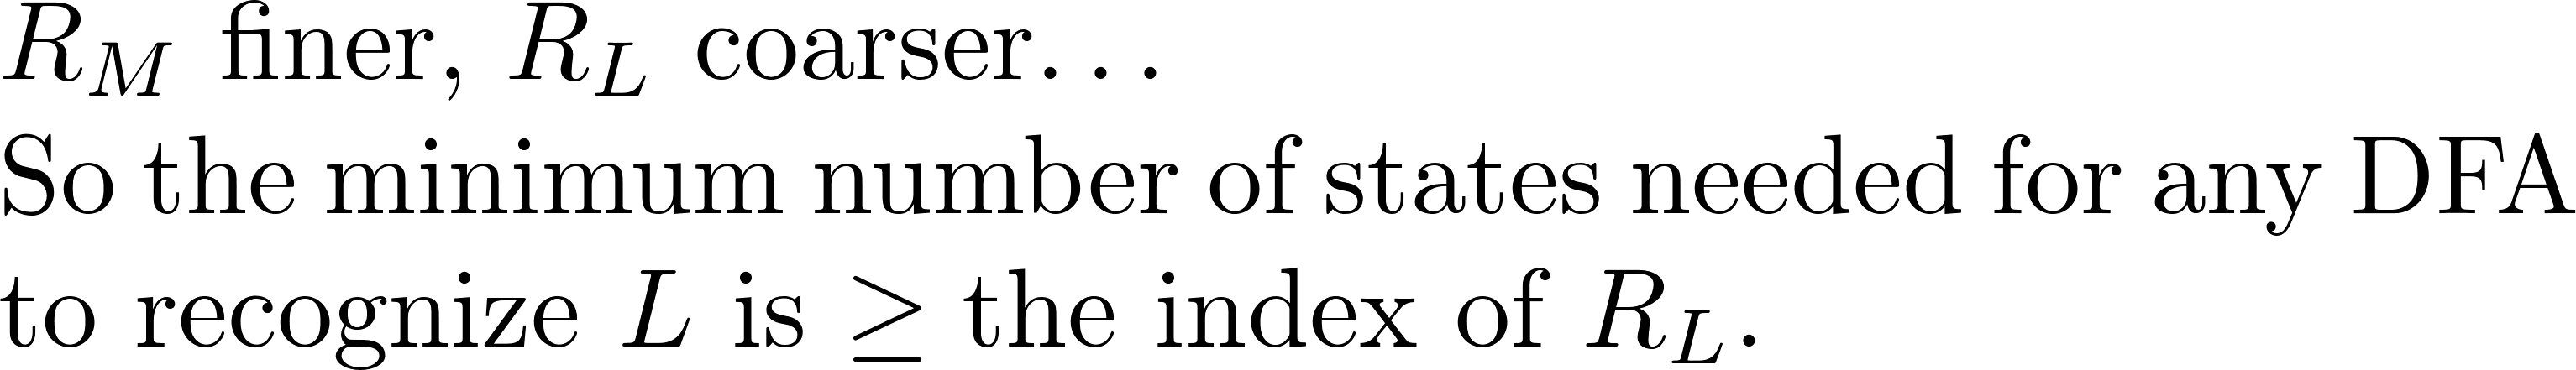 $R_M$ finer, $R_L$ coarser…
So the minimum number of states needed for any DFA
to recognize $L$ is $\geq$ the index of $R_L$.